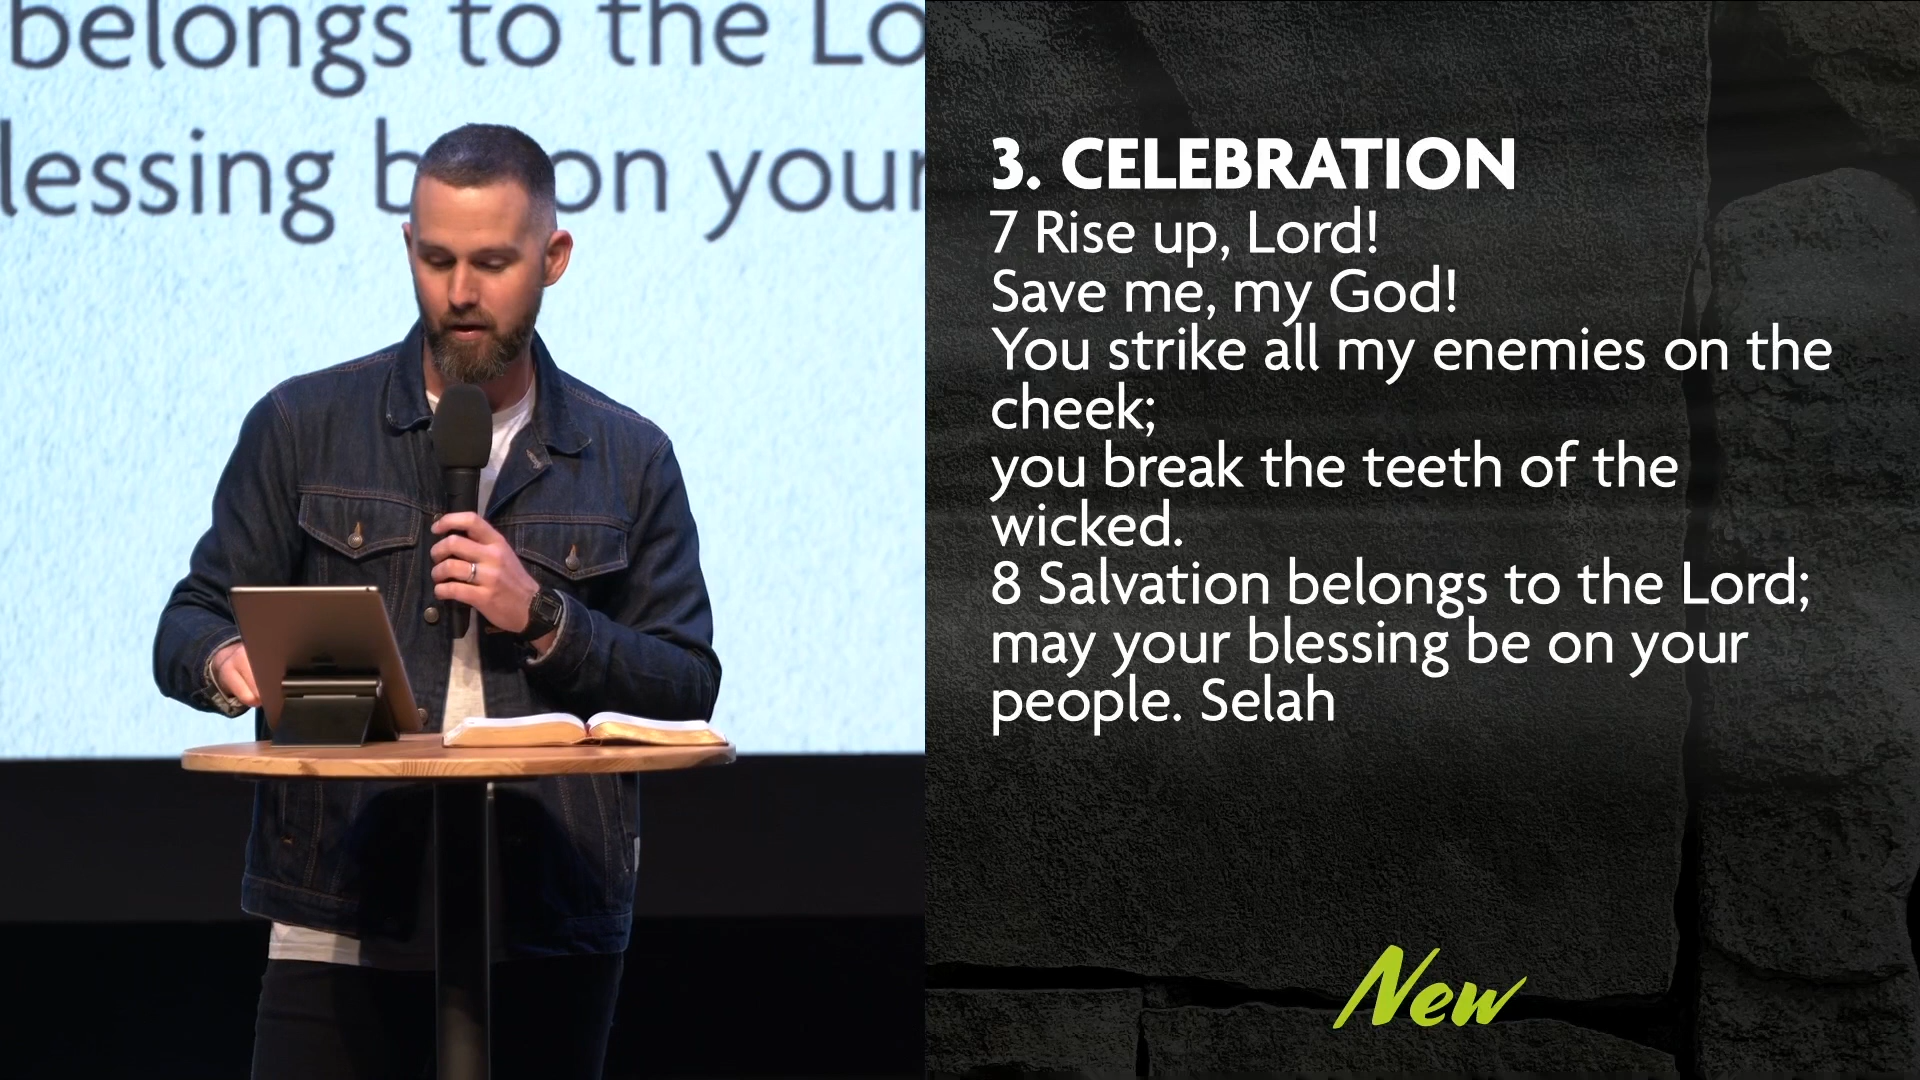 belongs to the Lo
lessing b on your
3. CELEBRATION
7 Rise up, Lord!
Save me, my God!
You strike all my enemies on the
cheek;
you break the teeth of the
wicked.
8 Salvation belongs to the Lord;
may your blessing be on your
people. Selah
New